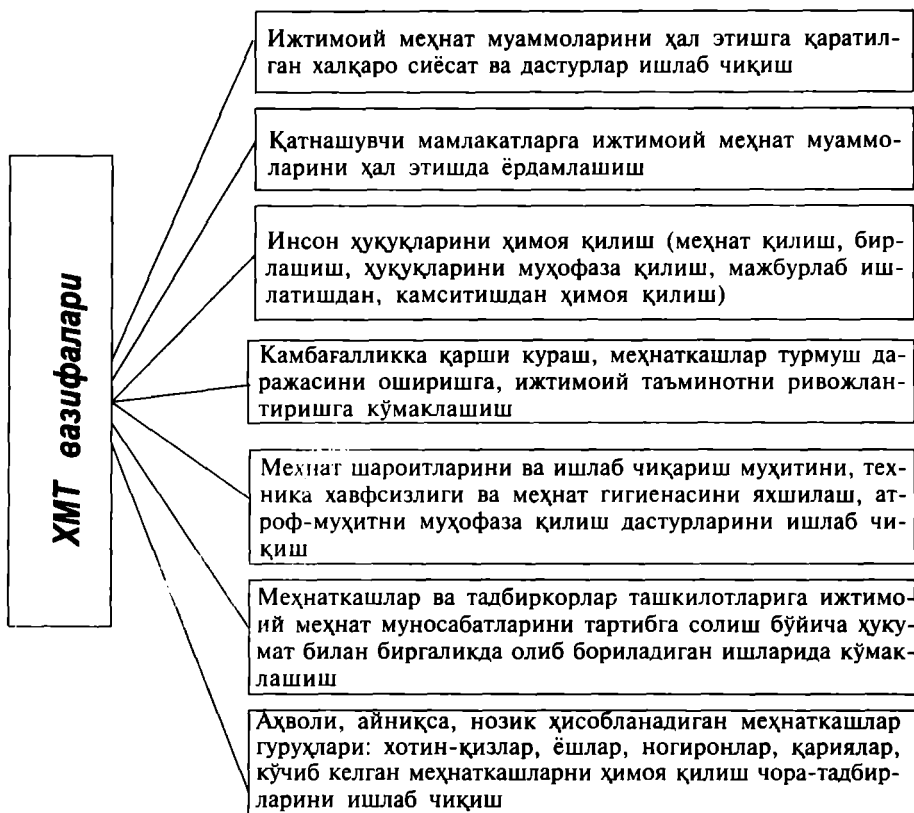 ХМТ вазифалари
Ижтимоий меҳнат муаммоларини ҳал этишга қаратил-
ган халқаро сиёсат ва дастурлар ишлаб чиқиш
Қатнашувчи мамлакатларга ижтимоий меҳнат муаммо-
ларини ҳал этишда ёрдамлашиш
Инсон ҳуқуқларини ҳимоя қилиш (меҳнат қилиш, бир-
лашиш, ҳуқуқларини муҳофаза қилиш, мажбурлаб иш-
латишдан, камситишдан ҳимоя қилиш)
Камбағалликка қарши кураш, меҳнаткашлар турмуш да-
ражасини оширишга, ижтимоий таъминотни ривожлан-
тиришга кўмаклашиш
Меҳнат шароитларини ва ишлаб чиқариш муҳитини, тех-
ника хавфсизлиги ва меҳнат гигиенасини яхшилаш, ат-
роф-муҳитни муҳофаза қилиш дастурларини ишлаб чи-
қиш
Меҳнаткашлар ва тадбиркорлар ташкилотларига ижтимо-
ий меҳнат муносабатларини тартибга солиш бўйича ҳуку-
мат билан биргаликда олиб бориладиган ишларида кўмак-
лашиш
Аҳволи, айниқса, нозик ҳисобланадиган меҳнаткашлар
гуруҳлари: хотин-қизлар, ёшлар, ногиронлар, қариялар,
кўчиб келган меҳнаткашларни ҳимоя қилиш чора-тадбир-
ларини ишлаб чиқиш